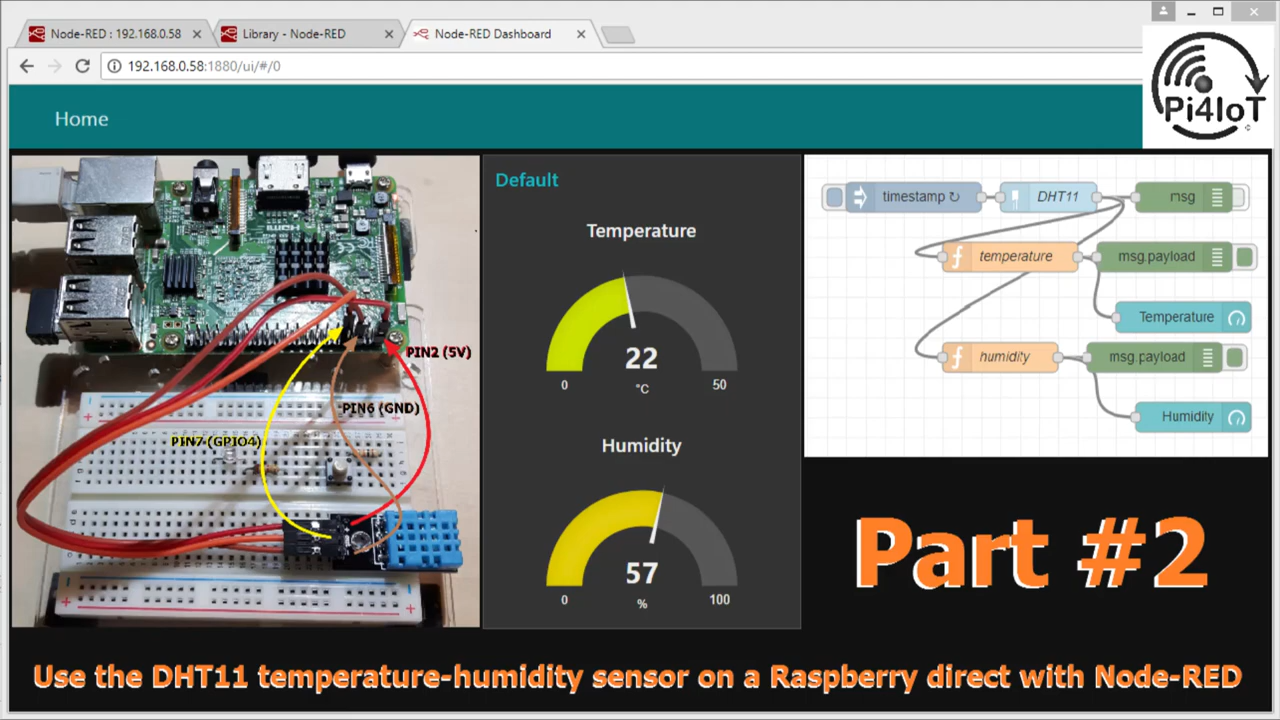 Node-RED : 192.168.0.58
Library - Node-RED
Node-RED Dashboard
192.168.0.58:1880/ui/#/0
Pi4IoT
Home
Default
Temperature
22
0
50
°C
Humidity
57
0
100
%
timestamp ↻
DHT11
msg
temperature
msg.payload
Temperature
humidity
msg.payload
Humidity
PIN2 (5V)
PIN6 (GND)
PIN7 (GPIO4)
Part #2
Use the DHT11 temperature-humidity sensor on a Raspberry direct with Node-RED